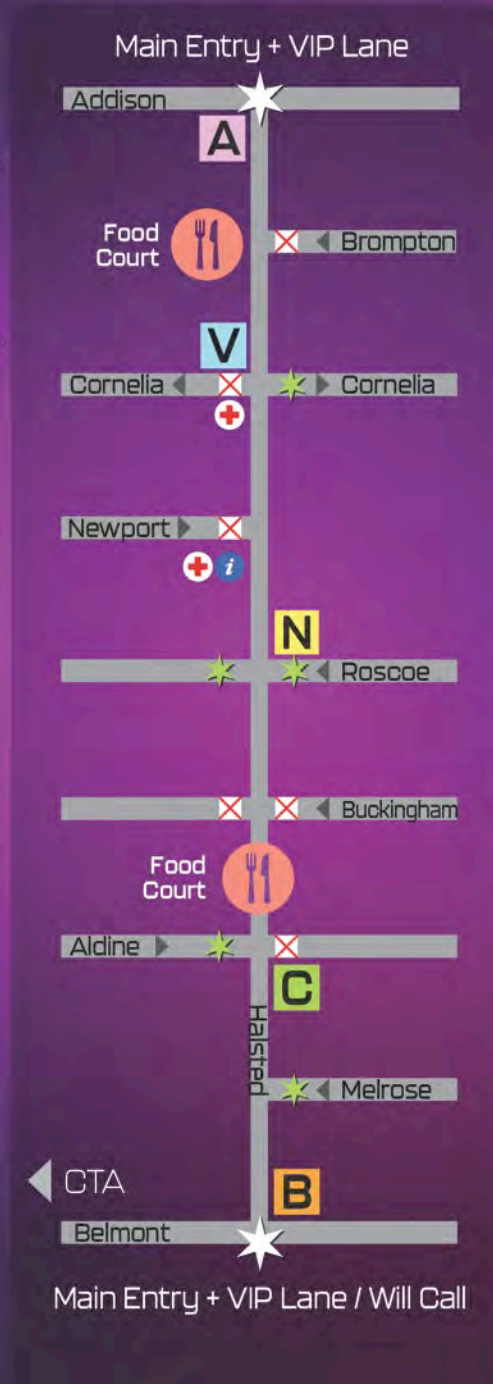 Main Entry + VIP Lane
Addison
A
Food
Court
Brompton
V
Cornelia
Cornelia
Newport
i
N
Roscoe
Buckingham
Food
Court
Aldine
C
Halsted
Melrose
CTA
B
Belmont
Main Entry + VIP Lane / Will Call